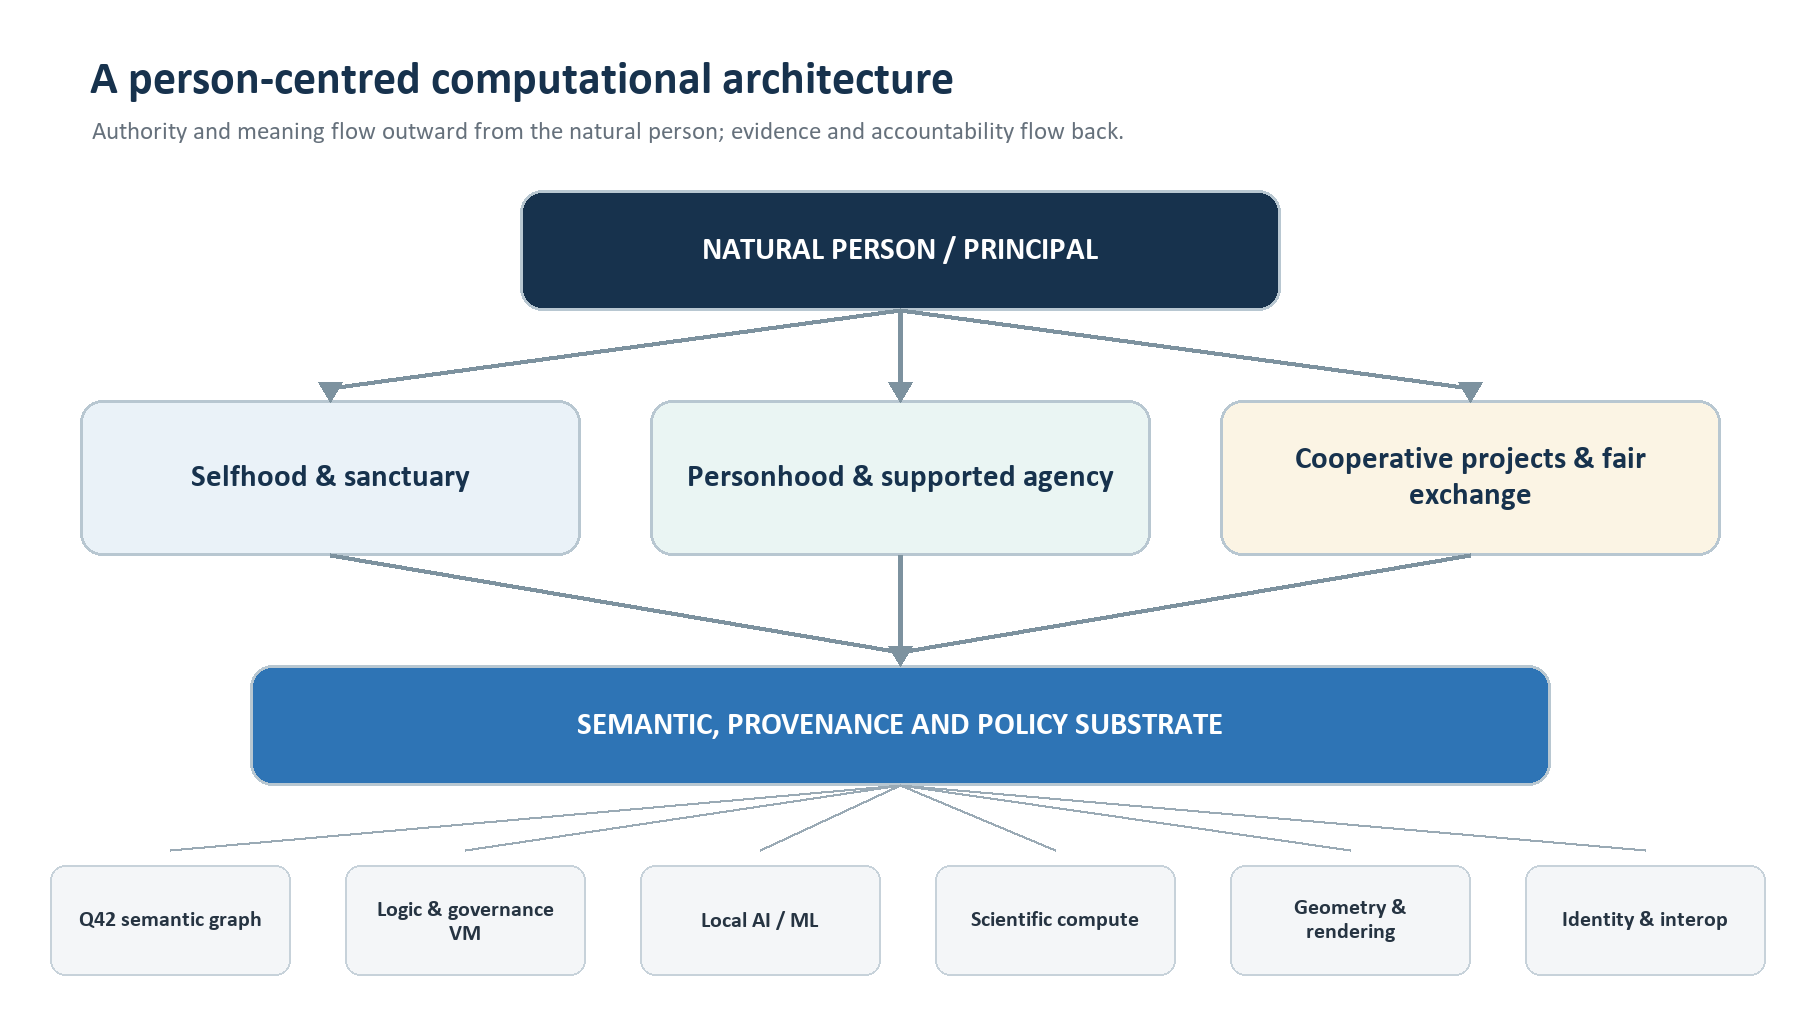 A person-centred computational architecture
Authority and meaning flow outward from the natural person; evidence and accountability flow back.
NATURAL PERSON / PRINCIPAL
Selfhood & sanctuary
Personhood & supported agency
Cooperative projects & fair
exchange
SEMANTIC, PROVENANCE AND POLICY SUBSTRATE
Q42 semantic graph
Logic & governance
VM
Local AI / ML
Scientific compute
Geometry &
rendering
Identity & interop